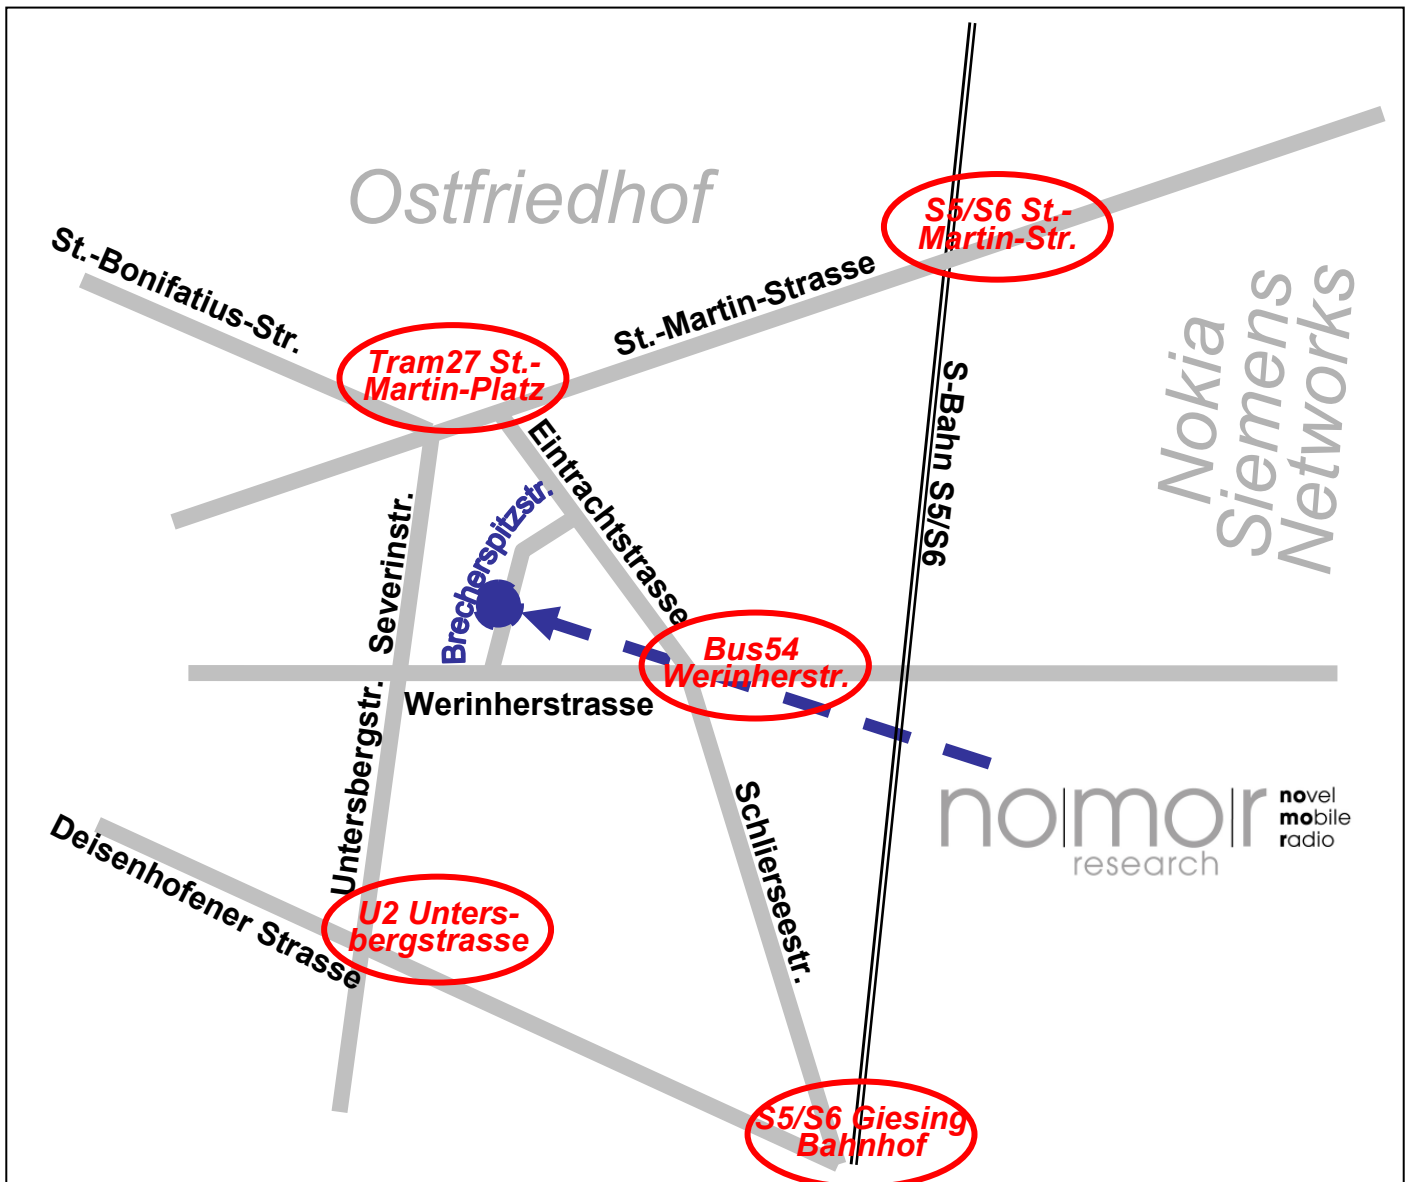 Ostfriedhof
S5/S6 St.-
Martin-Str.
St.-Bonifatius-Str.
St.-Martin-Strasse
Tram27 St.-
Martin-Platz
Nokia
Siemens
Networks
S-Bahn S5/S6
Eintrachtstrasse
Brecherspitzstr.
Severinstr.
Bus54
Werinherstr.
Werinherstrasse
Untersbergstr.
Schlierseestr.
no|mo|r
research
novel
mobile
radio
Deisenhofener Strasse
U2 Unters-
bergstrasse
S5/S6 Giesing
Bahnhof